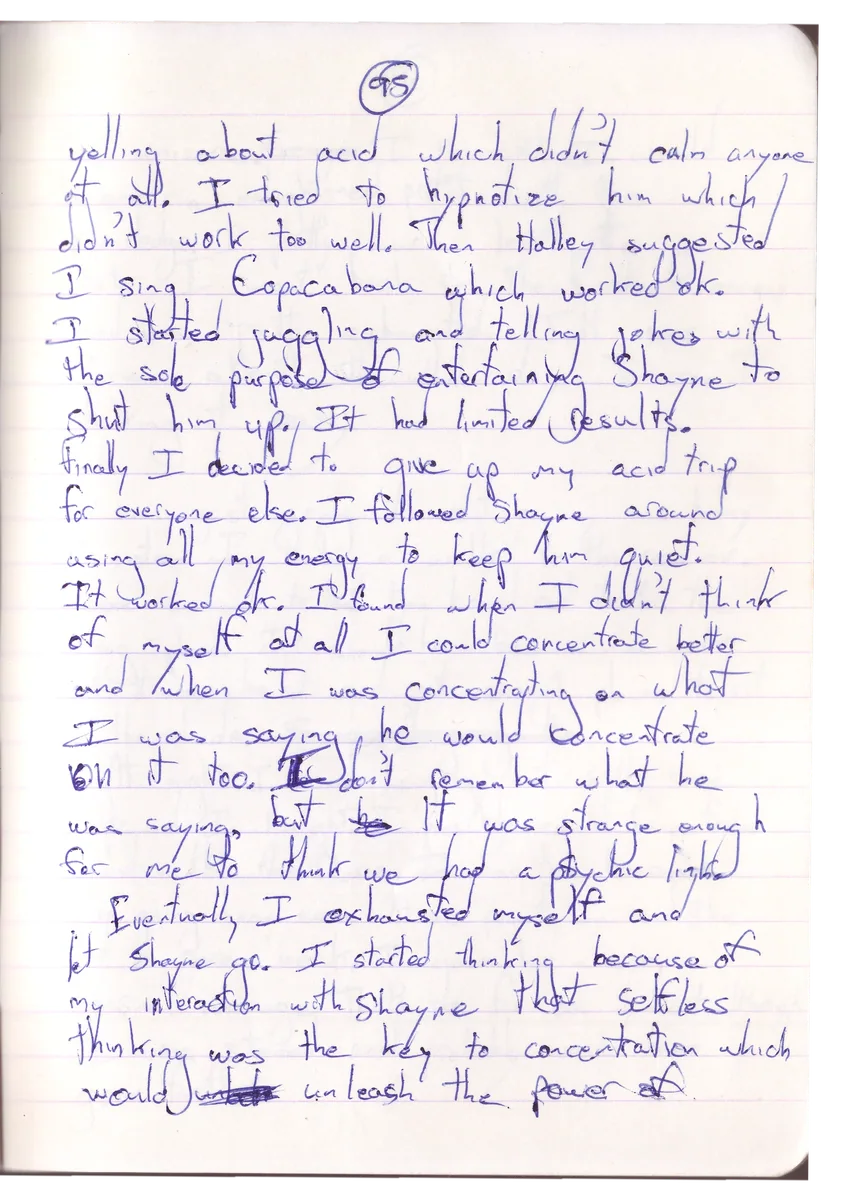 95
yelling about acid which didn't calm anyone
at all. I tried to hypnotize him which
didn't work too well. Then Halley suggested
I sing Copacabana which worked ok.
I started juggling and telling jokes with
the sole purpose of entertaining Shayne to
shut him up. It had limited results.
finally I decided to give up my acid trip
for everyone else. I followed Shayne around
using all my energy to keep him quiet.
It worked ok. I found when I didn't think
of myself at all I could concentrate better
and when I was concentrating on what
I was saying he would concentrate
on it too. I don't remember what he
was saying, but it was strange enough
for me to think we had a psychic link.
Eventually I exhausted myself and
let Shayne go. I started thinking because of
my interaction with Shayne that selfless
thinking was the key to concentration which
would unleash the power of